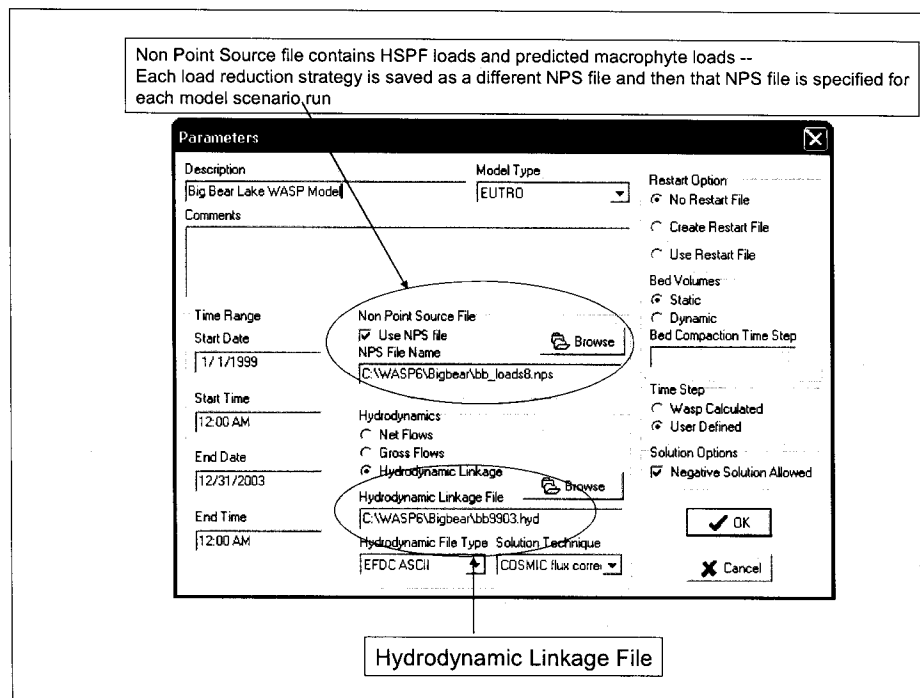 Non Point Source file contains HSPF loads and predicted macrophyte loads --
Each load reduction strategy is saved as a different NPS file and then that NPS file is specified for
each model scenario run
Parameters
Description
Big Bear Lake WASP Model
Model Type
EUTRO
Comments
Restart Option
No Restart File
Create Restart File
Use Restart File
Bed Volumes
Static
Dynamic
Bed Compaction Time Step
Time Range
Start Date
1/ 1/1999
Start Time
12:00 AM
End Date
12/31/2003
End Time
12:00 AM
Non Point Source File
Use NPS file
Browse
NPS File Name
C:\WASP6\Bigbear\bb_loads8.nps
Hydrodynamics
Net Flows
Gross Flows
Hydrodynamic Linkage
Browse
Hydrodynamic Linkage File
C:\WASP6\Bigbear\bb9903.hyd
Hydrodynamic File Type
EFDC ASCII
Solution Technique
COSMIC flux correc
Time Step
Wasp Calculated
User Defined
Solution Options
Negative Solution Allowed
OK
Cancel
Hydrodynamic Linkage File